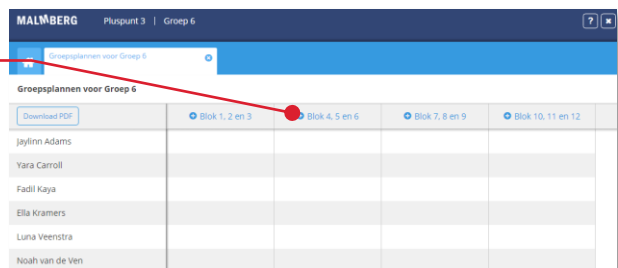 MALMBERG Pluspunt 3 | Groep 6 ? ×
Groepsplannen voor Groep 6
Groepsplannen voor Groep 6
Download PDF Blok 1, 2 en 3 Blok 4, 5 en 6 Blok 7, 8 en 9 Blok 10, 11 en 12
Jaylinn Adams
Yara Carroll
Fadil Kaya
Ella Kramers
Luna Veenstra
Noah van de Ven